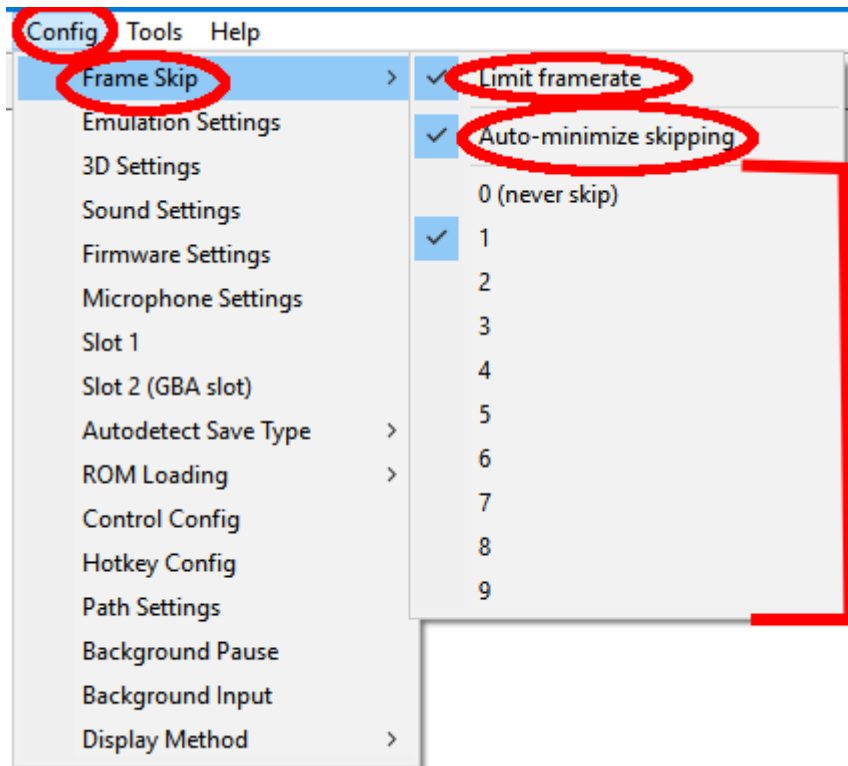 Config Tools Help
Frame Skip
Emulation Settings
3D Settings
Sound Settings
Firmware Settings
Microphone Settings
Slot 1
Slot 2 (GBA slot)
Autodetect Save Type
ROM Loading
Control Config
Hotkey Config
Path Settings
Background Pause
Background Input
Display Method
Limit framerate
Auto-minimize skipping
0 (never skip)
1
2
3
4
5
6
7
8
9